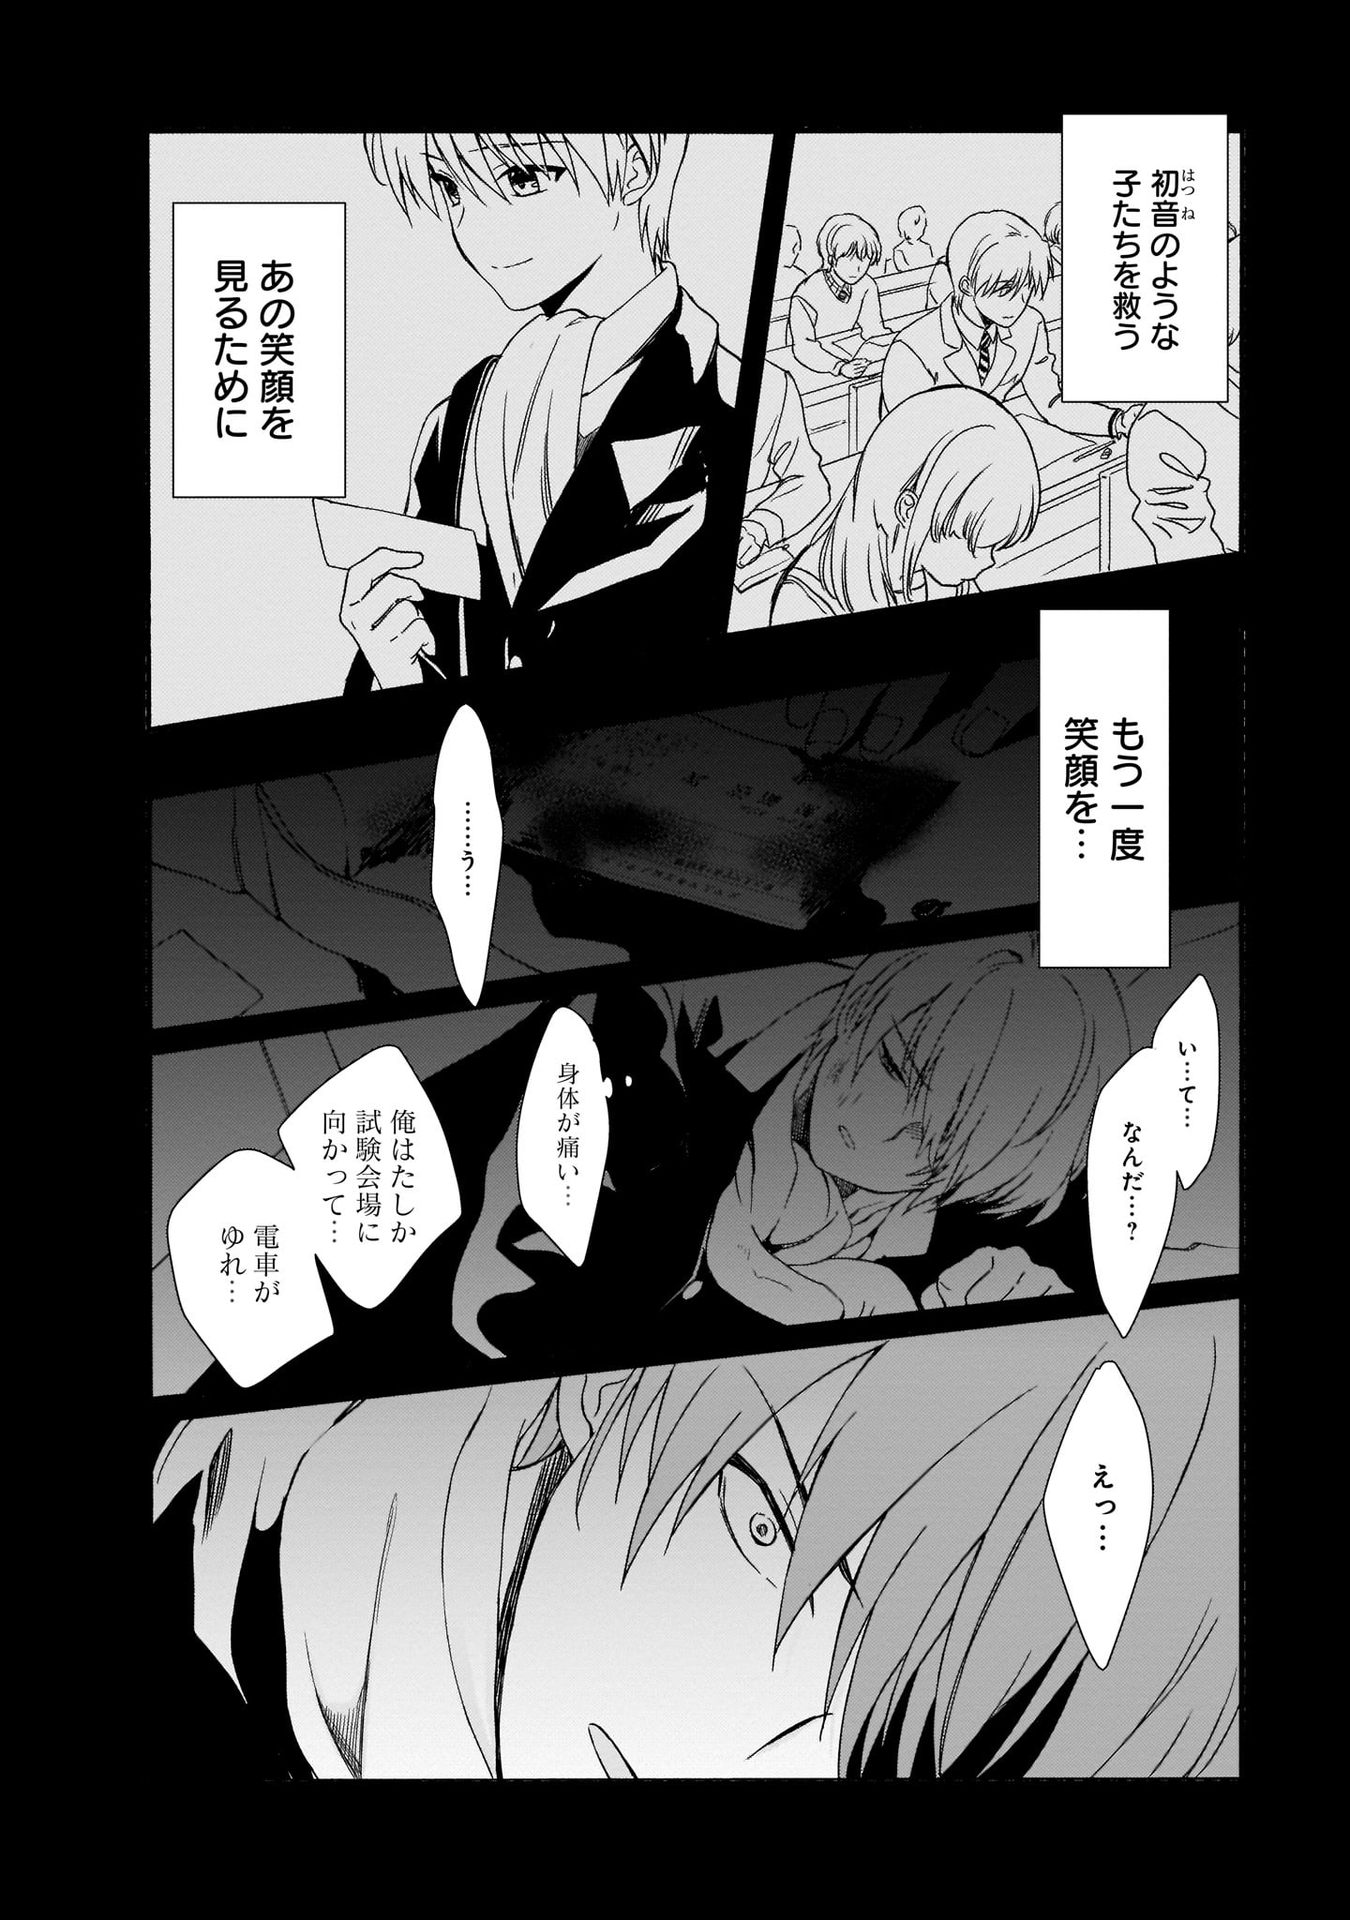 初音のような
はつね
子たちを救う
あの笑顔を
見るために
もう一度
笑顔を…
……う…
い…て…
なんだ…?
身体が痛い…
俺はたしか
試験会場に
向かって…
電車が
ゆれ…
えっ…